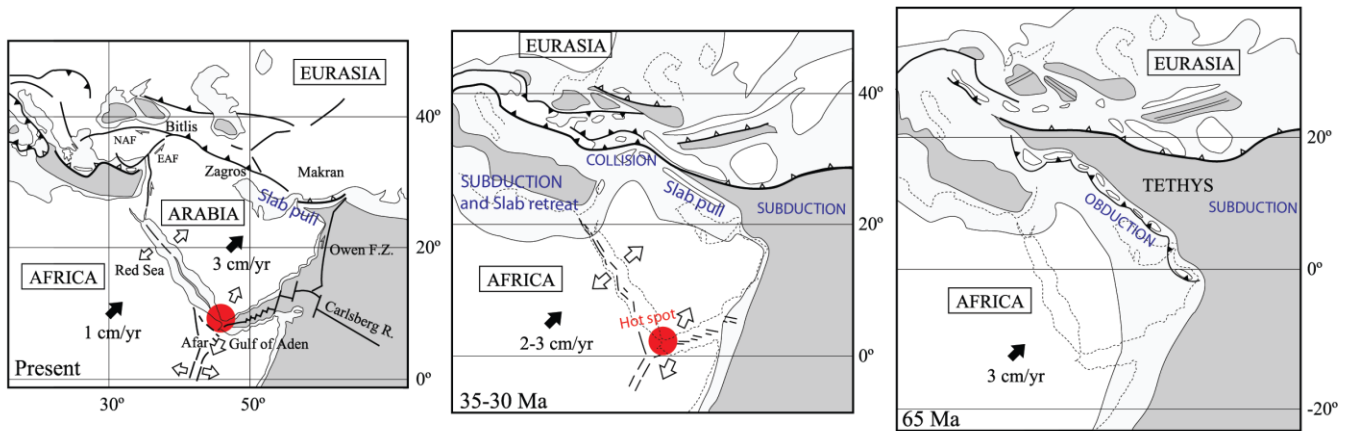 EURASIA
40º
Bitlis
NAF
EAF
Zagros
Makran
Slab pull
ARABIA
20º
Owen F.Z.
Red Sea
3 cm/yr
AFRICA
Carlsberg R.
1 cm/yr
Afar
Gulf of Aden
Present
0º
30º
50º
EURASIA
40º
COLLISION
SUBDUCTION
and Slab retreat
Slab pull
SUBDUCTION
20º
AFRICA
Hot spot
2-3 cm/yr
0º
35-30 Ma
EURASIA
20º
TETHYS
OBDUCTION
SUBDUCTION
0º
AFRICA
3 cm/yr
65 Ma
-20º